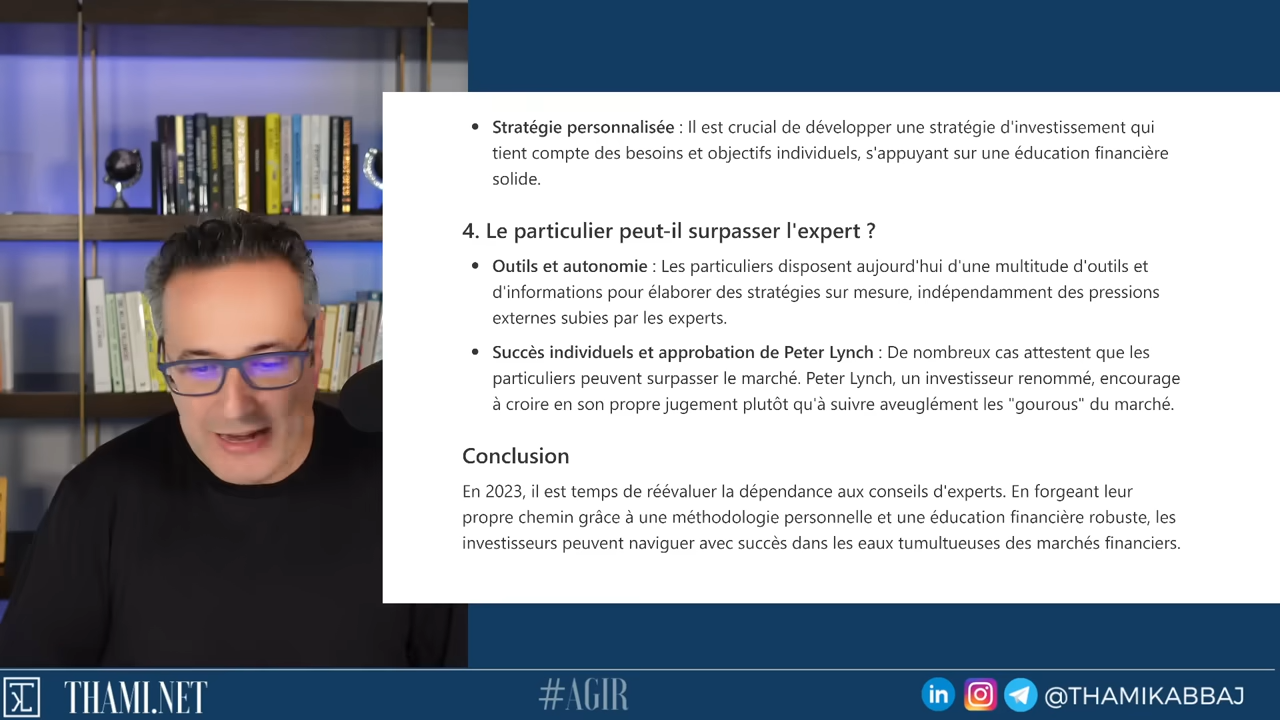 • Stratégie personnalisée : Il est crucial de développer une stratégie d'investissement qui
tient compte des besoins et objectifs individuels, s'appuyant sur une éducation financière
solide.
4. Le particulier peut-il surpasser l'expert ?
• Outils et autonomie : Les particuliers disposent aujourd'hui d'une multitude d'outils et
d'informations pour élaborer des stratégies sur mesure, indépendamment des pressions
externes subies par les experts.
• Succès individuels et approbation de Peter Lynch : De nombreux cas attestent que les
particuliers peuvent surpasser le marché. Peter Lynch, un investisseur renommé, encourage
à croire en son propre jugement plutôt qu'à suivre aveuglément les "gourous" du marché.
Conclusion
En 2023, il est temps de réévaluer la dépendance aux conseils d'experts. En forgeant leur
propre chemin grâce à une méthodologie personnelle et une éducation financière robuste, les
investisseurs peuvent naviguer avec succès dans les eaux tumultueuses des marchés financiers.
THAMI.NET
#AGIR
in
@THAMIKABBAJ